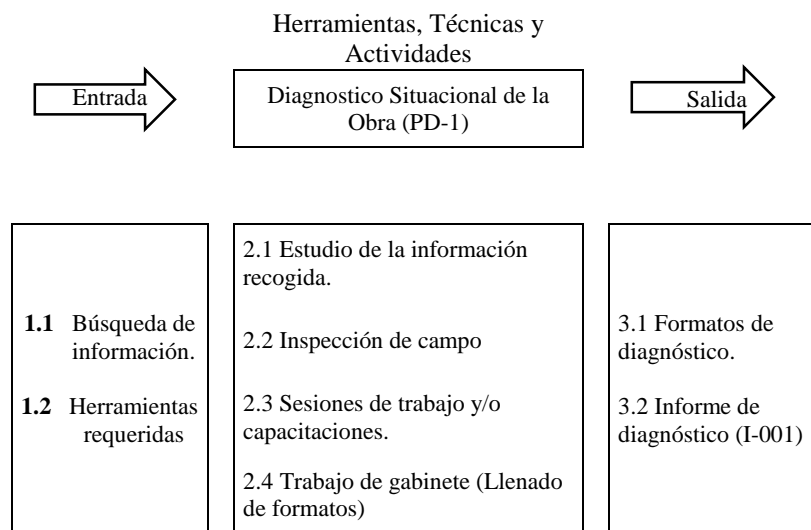 Herramientas, Técnicas y
Actividades
Entrada
Diagnostico Situacional de la
Obra (PD-1)
Salida
1.1 Búsqueda de
información.
1.2 Herramientas
requeridas
2.1 Estudio de la información
recogida.
2.2 Inspección de campo
2.3 Sesiones de trabajo y/o
capacitaciones.
2.4 Trabajo de gabinete (Llenado
de formatos)
3.1 Formatos de
diagnóstico.
3.2 Informe de
diagnóstico (I-001)